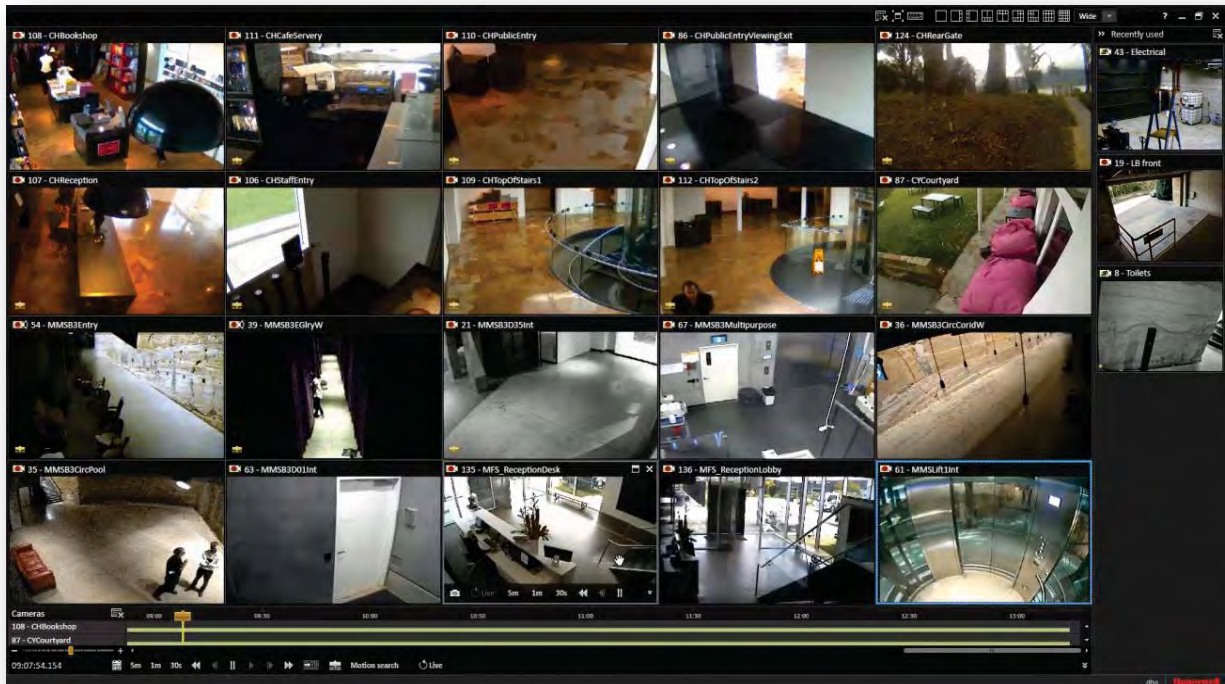 Wide ?
108 - CHBookshop
111 - CHCafeServery
110 - CHPublicEntry
86 - CHPublicEntryViewingExit
124 - CHRearGate
Recently used
43 - Electrical
107 - CHReception
106 - CHStaffEntry
109 - CHTopOfStairs1
112 - CHTopOfStairs2
87 - CYCourtyard
19 - LB front
8 - Toilets
54 - MMSB3Entry
39 - MMSB3EGlryW
21 - MMSB3D35Int
67 - MMSB3Multipurpose
36 - MMSB3CircCoridW
35 - MMSB3CircPool
63 - MMSB3D01Int
135 - MFS_ReceptionDesk
136 - MFS_ReceptionLobby
61 - MMSLift1Int
Live 5m 1m 30s
Cameras
09:00 09:30 10:00 10:30 11:00 11:30 12:00 12:30 13:00
108 - CHBookshop
87 - CYCourtyard
09:07:54.154 5m 1m 30s Motion search Live
dbs Honeywell